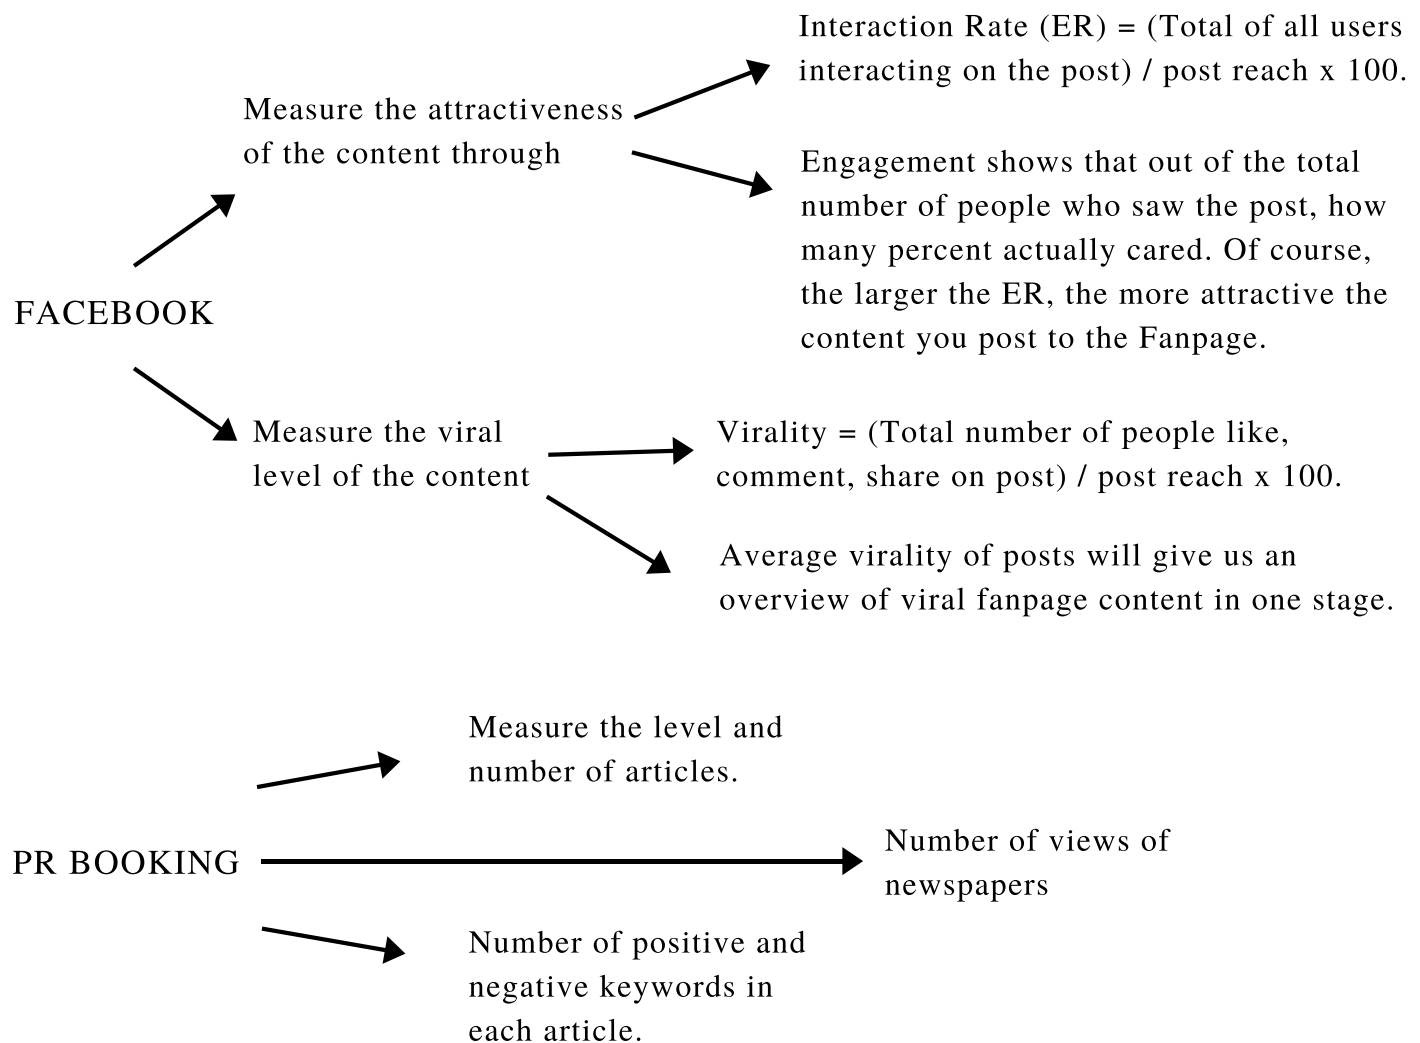 Interaction Rate (ER) = (Total of all users
interacting on the post) / post reach x 100.
Measure the attractiveness
of the content through
Engagement shows that out of the total
number of people who saw the post, how
many percent actually cared. Of course,
the larger the ER, the more attractive the
content you post to the Fanpage.
FACEBOOK
Measure the viral
level of the content
Virality = (Total number of people like,
comment, share on post) / post reach x 100.
Average virality of posts will give us an
overview of viral fanpage content in one stage.
Measure the level and
number of articles.
PR BOOKING
Number of views of
newspapers
Number of positive and
negative keywords in
each article.